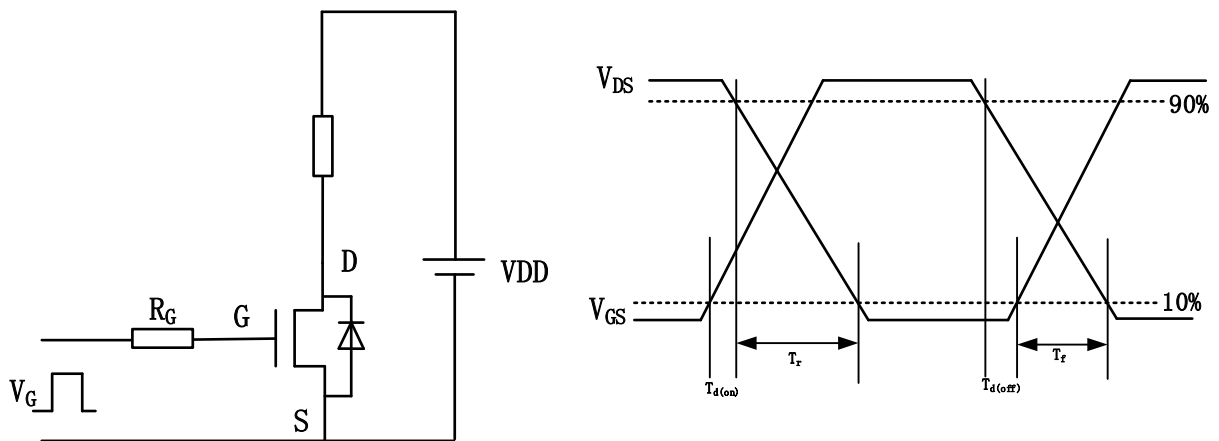 D
VDD
R_G
G
V_G
S
V_DS
90%
V_GS
10%
T_r
T_f
T_d(on)
T_d(off)